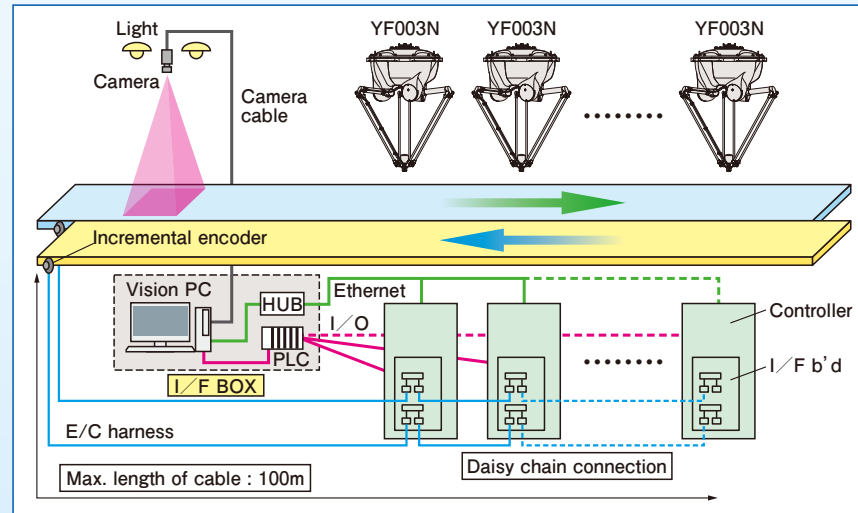 Light
YF003N
YF003N
YF003N
Camera
Camera
cable
Incremental encoder
Vision PC
HUB
Ethernet
I／O
PLC
Controller
I／F b'd
I／F BOX
E/C harness
Daisy chain connection
Max. length of cable : 100m